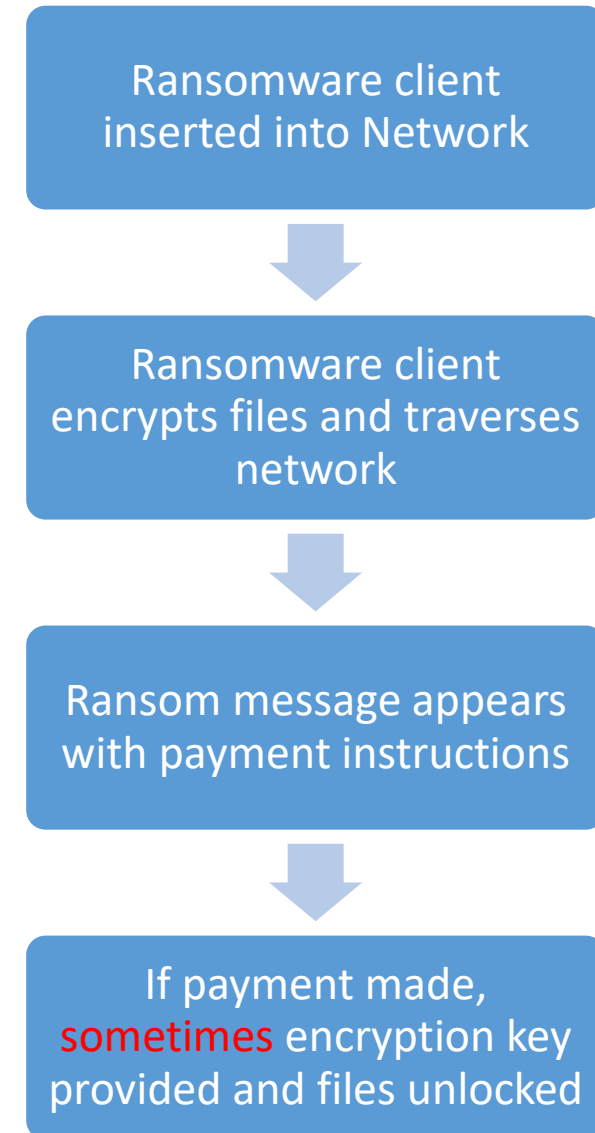 Ransomware client
inserted into Network
Ransomware client
encrypts files and traverses
network
Ransom message appears
with payment instructions
If payment made,
sometimes encryption key
provided and files unlocked